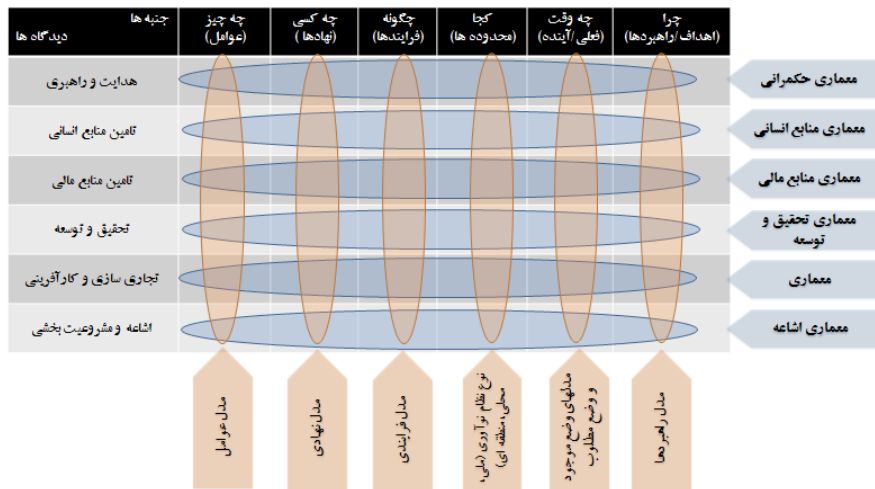 جنبه ها
دیدگاه ها
چه چیز
(عوامل)
چه کسی
(نهادها )
چگونه
(فرایندها)
کجا
(محدوده ها)
چه وقت
(فعلی/آینده)
چرا
(اهداف/راهبردها)
هدایت و راهبری
معماری حکمرانی
تامین منابع انسانی
معماری منابع انسانی
تامین منابع مالی
معماری منابع مالی
تحقیق و توسعه
معماری تحقیق و
توسعه
تجاری سازی و کارآفرینی
معماری
اشاعه و مشروعیت بخشی
معماری اشاعه
مدل عوامل
مدل نهادی
مدل فرایندی
نوع نظام نوآوری (ملی،
محلی، منطقه ای)
مدلهای وضع موجود
و وضع مطلوب
مدل راهبردها